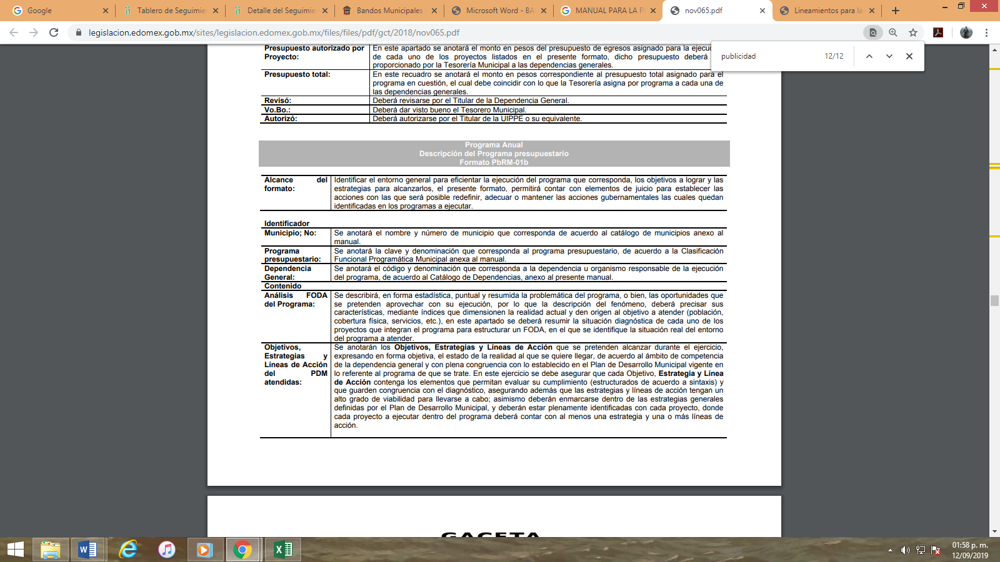 Google
Tablero de Seguimie
Detalle del Seguimie
Bandos Municipales
Microsoft Word - BA
MANUAL PARA LA P
nov065.pdf
Lineamientos para la
legislacion.edomex.gob.mx/sites/legislacion.edomex.gob.mx/files/files/pdf/gct/2018/nov065.pdf
publicidad 12/12
Presupuesto autorizado por Proyecto:
En este apartado se anotará el monto en pesos del presupuesto de egresos asignado para la
de cada uno de los proyectos listados en el presente formato, dicho presupuesto deberá
proporcionado por la Tesorería Municipal a las dependencias generales.
Presupuesto total:
En este recuadro se anotará el monto en pesos correspondiente al presupuesto total asignado para el
programa en cuestión, el cual debe coincidir con lo que la Tesorería asigna por programa a cada una de
las dependencias generales.
Revisó: Deberá revisarse por el Titular de la Dependencia General.
Vo.Bo.: Deberá dar visto bueno el Tesorero Municipal.
Autorizó: Deberá autorizarse por el Titular de la UIPPE o su equivalente.
Programa Anual
Descripción del Programa presupuestario
Formato PbRM-01b
Alcance del
formato:
Identificar el entorno general para eficientar la ejecución del programa que corresponda, los objetivos a lograr y las
estrategias para alcanzarlos, el presente formato, permitirá contar con elementos de juicio para establecer las
acciones con las que será posible redefinir, adecuar o mantener las acciones gubernamentales las cuales quedan
identificadas en los programas a ejecutar.
Identificador
Municipio; No:
Se anotará el nombre y número de municipio que corresponda de acuerdo al catálogo de municipios anexo al
manual.
Programa
presupuestario:
Se anotará la clave y denominación que corresponda al programa presupuestario, de acuerdo a la Clasificación
Funcional Programática Municipal anexa al manual.
Dependencia
General:
Se anotará el código y denominación que corresponda a la dependencia u organismo responsable de la ejecución
del programa, de acuerdo al Catálogo de Dependencias, anexo al presente manual.
Contenido
Análisis FODA
del Programa:
Se describirá, en forma estadística, puntual y resumida la problemática del programa, o bien, las oportunidades que
se pretenden aprovechar con su ejecución, por lo que la descripción del fenómeno, deberá precisar sus
características, mediante índices que dimensionen la realidad actual y den origen al objetivo a atender (población,
cobertura física, servicios, etc.), en este apartado se deberá resumir la situación diagnóstica de cada uno de los
proyectos que integran el programa para estructurar un FODA, en el que se identifique la situación real del entorno
del programa a atender.
Objetivos,
Estrategias y
Líneas de Acción
del PDM
atendidas:
Se anotarán los Objetivos, Estrategias y Líneas de Acción que se pretenden alcanzar durante el ejercicio,
expresando en forma objetiva, el estado de la realidad al que se quiere llegar, de acuerdo al ámbito de competencia
de la dependencia general y con plena congruencia con lo establecido en el Plan de Desarrollo Municipal vigente en
lo referente al programa de que se trate. En este ejercicio se debe asegurar que cada Objetivo, Estrategia y Línea
de Acción contenga los elementos que permitan evaluar su cumplimiento (estructurados de acuerdo a sintaxis) y
que guarden congruencia con el diagnóstico, asegurando además que las estrategias y líneas de acción tengan un
alto grado de viabilidad para llevarse a cabo; asimismo deberán enmarcarse dentro de las estrategias generales
definidas por el Plan de Desarrollo Municipal, y deberán estar plenamente identificadas con cada proyecto, donde
cada proyecto a ejecutar dentro del programa deberá contar con al menos una estrategia y una o más líneas de
acción.
GACETA
01:58 p. m.
12/09/2019